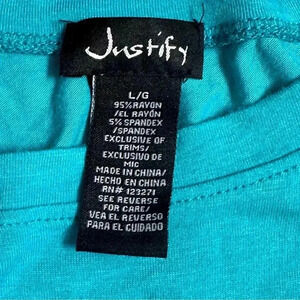 Justify
L/G
95% RAYON
/EL RAYÓN
5% SPANDEX
/SPANDEX
EXCLUSIVE OF
TRIMS/
EXCLUSIVO DE
MIC
MADE IN CHINA/
HECHO EN CHINA
RN# 123271
SEE REVERSE
FOR CARE/
VEA EL REVERSO
PARA EL CUIDADO